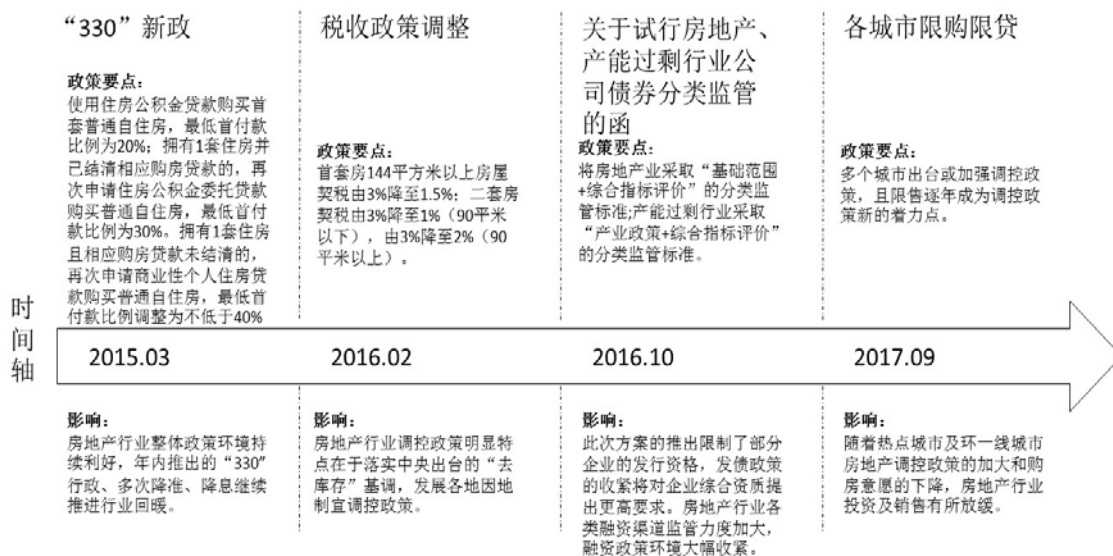 “330”新政
政策要点：
使用住房公积金贷款购买首
套普通自住房，最低首付款
比例为20%；拥有1套住房并
已结清相应购房贷款的，再
次申请住房公积金委托贷款
购买普通自住房，最低首付
款比例为30%。拥有1套住房
且相应购房贷款未结清的，
再次申请商业性个人住房贷
款购买普通自住房，最低首
付款比例调整为不低于40%
税收政策调整
政策要点：
首套房144平方米以上房屋
契税由3%降至1.5%；二套房
契税由3%降至1%（90平米
以下），由3%降至2%（90
平米以上）。
关于试行房地产、
产能过剩行业公
司债券分类监管
的函
政策要点：
将房地产业采取“基础范围
+综合指标评价”的分类监
管标准;产能过剩行业采取
“产业政策+综合指标评价”
的分类监管标准。
各城市限购限贷
政策要点：
多个城市出台或加强调控政
策，且限售逐年成为调控政
策新的着力点。
时
间
轴
2015.03
2016.02
2016.10
2017.09
影响：
房地产行业整体政策环境持
续利好，年内推出的“330”
行政、多次降准、降息继续
推进行业回暖。
影响：
房地产行业调控政策明显特
点在于落实中央出台的“去
库存”基调，发展各地因地
制宜调控政策。
影响：
此次方案的推出限制了部分
企业的发行资格，发债政策
的收紧将对企业综合资质提
出更高要求。房地产行业各
类融资渠道监管力度加大，
融资政策环境大幅收紧。
影响：
随着热点城市及环一线城市
房地产调控政策的加大和购
房意愿的下降，房地产行业
投资及销售有所放缓。